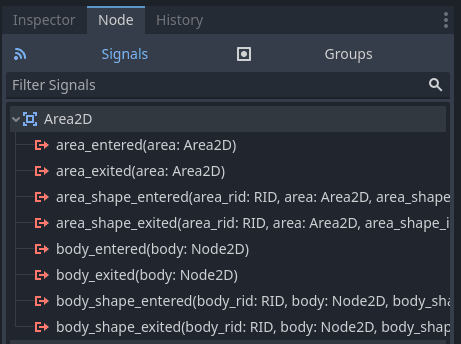 Inspector Node History
Signals Groups
Filter Signals
Area2D
area_entered(area: Area2D)
area_exited(area: Area2D)
area_shape_entered(area_rid: RID, area: Area2D, area_shape
area_shape_exited(area_rid: RID, area: Area2D, area_shape_i
body_entered(body: Node2D)
body_exited(body: Node2D)
body_shape_entered(body_rid: RID, body: Node2D, body_sha
body_shape_exited(body_rid: RID, body: Node2D, body_shap